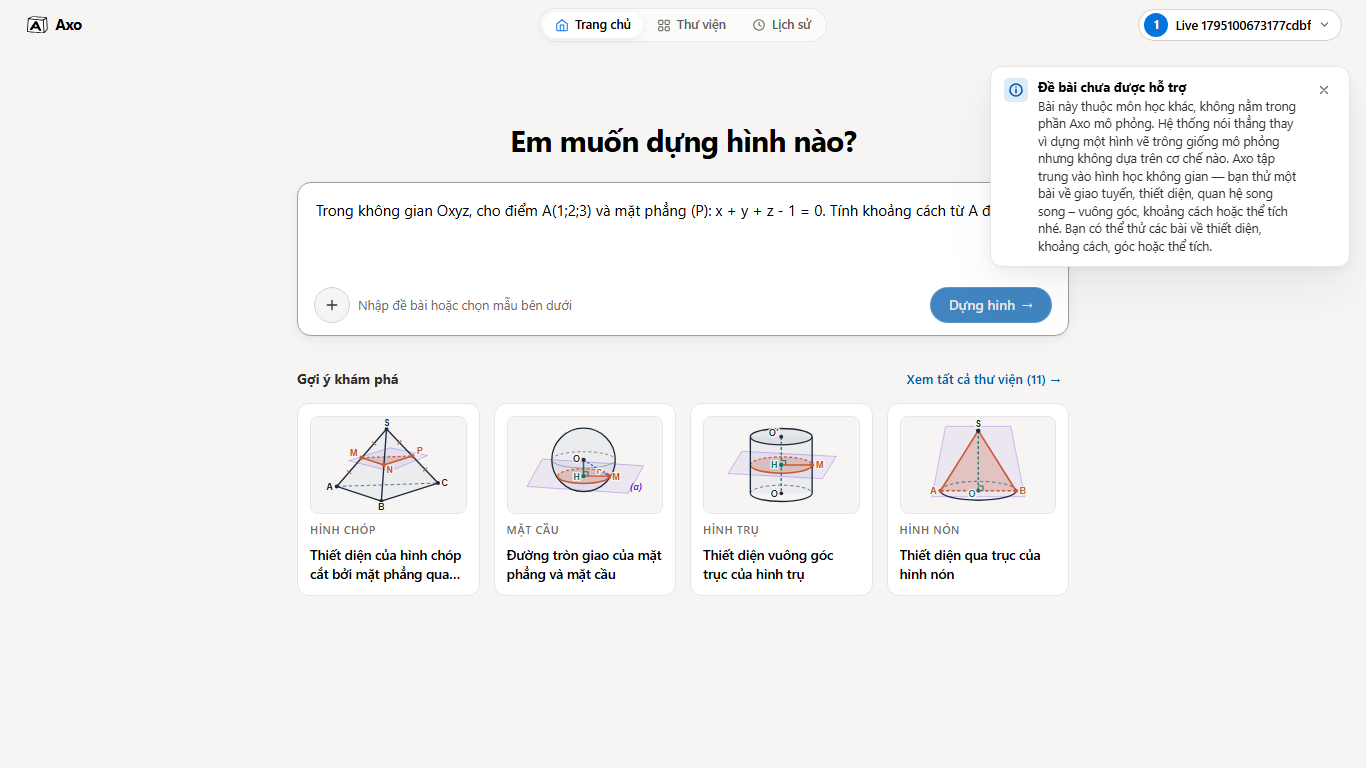 Axo
Trang chủ
Thư viện
Lịch sử
1
Live 1795100673177cdbf
Đề bài chưa được hỗ trợ
Bài này thuộc môn học khác, không nằm trong
phần Axo mô phỏng. Hệ thống nói thẳng thay
vì dựng một hình vẽ trông giống mô phỏng
nhưng không dựa trên cơ chế nào. Axo tập
trung vào hình học không gian — bạn thử một
bài về giao tuyến, thiết diện, quan hệ song
song – vuông góc, khoảng cách hoặc thể tích
nhé. Bạn có thể thử các bài về thiết diện,
khoảng cách, góc hoặc thể tích.
Em muốn dựng hình nào?
Trong không gian Oxyz, cho điểm A(1;2;3) và mặt phẳng (P): x + y + z - 1 = 0. Tính khoảng cách từ A đ
Nhập đề bài hoặc chọn mẫu bên dưới
Dựng hình →
Gợi ý khám phá
Xem tất cả thư viện (11) →
S
M
P
N
A
C
B
HÌNH CHÓP
Thiết diện của hình chóp
cắt bởi mặt phẳng qua...
O
r
H
M
(α)
MẶT CẦU
Đường tròn giao của mặt
phẳng và mặt cầu
O'
H
M
O
HÌNH TRỤ
Thiết diện vuông góc
trục của hình trụ
S
A
O
B
HÌNH NÓN
Thiết diện qua trục của
hình nón